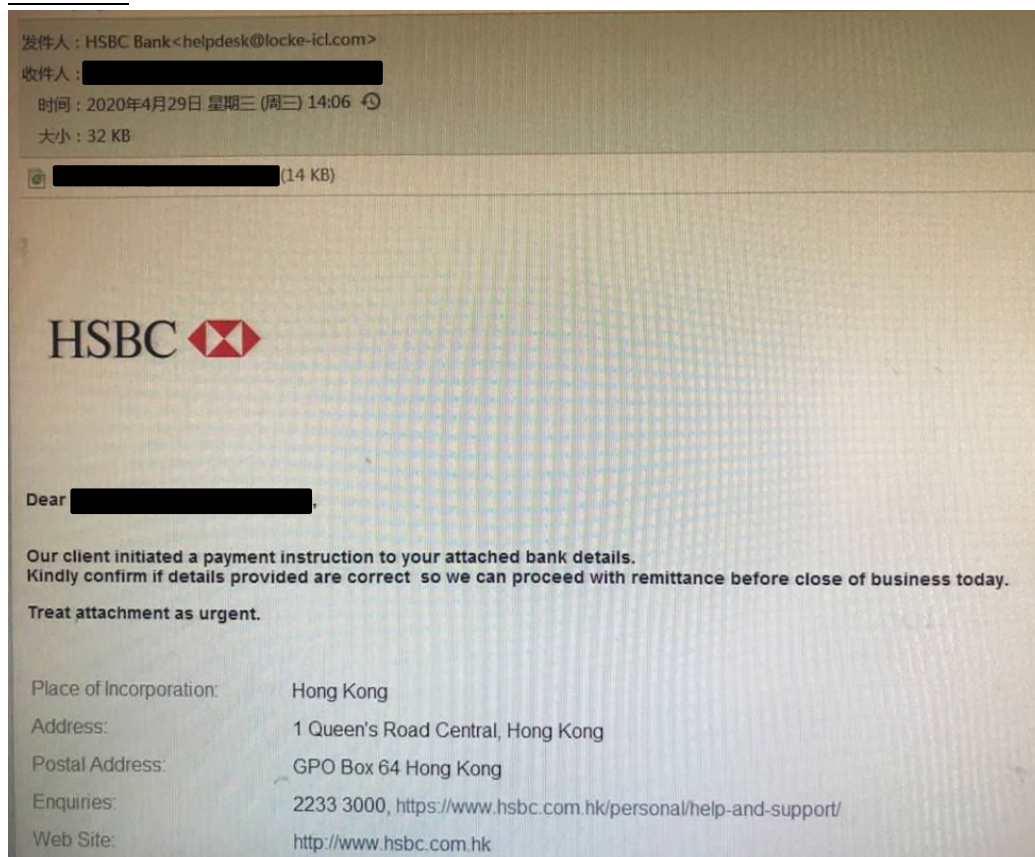 发件人：HSBC Bank<helpdesk@locke-icl.com>
收件人：
时间：2020年4月29日 星期三 (周三) 14:06
大小：32 KB
(14 KB)
HSBC
Dear ,
Our client initiated a payment instruction to your attached bank details.
Kindly confirm if details provided are correct so we can proceed with remittance before close of business today.
Treat attachment as urgent.
Place of Incorporation: Hong Kong
Address: 1 Queen's Road Central, Hong Kong
Postal Address: GPO Box 64 Hong Kong
Enquiries: 2233 3000, https://www.hsbc.com.hk/personal/help-and-support/
Web Site: http://www.hsbc.com.hk